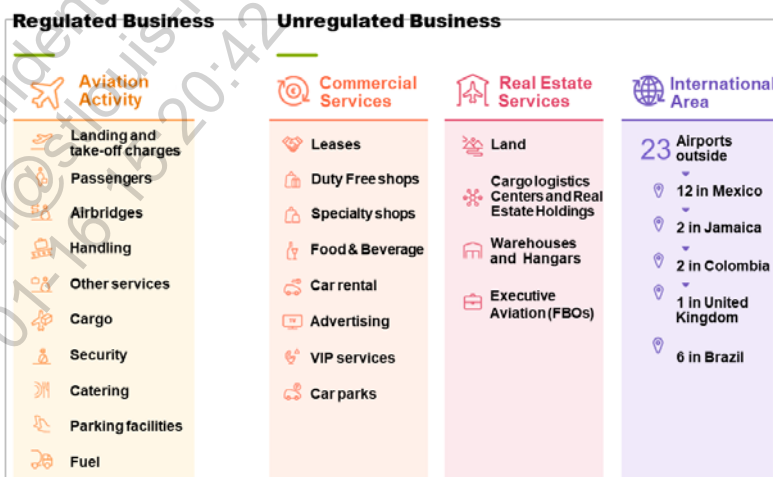 Regulated Business
Unregulated Business
Aviation
Activity
Landing and
take-off charges
Passengers
Airbridges
Handling
Other services
Cargo
Security
Catering
Parking facilities
Fuel
Commercial
Services
Leases
Duty Free shops
Specialty shops
Food & Beverage
Car rental
Advertising
VIP services
Car parks
Real Estate
Services
Land
Cargo logistics
Centers and Real
Estate Holdings
Warehouses
and Hangars
Executive
Aviation (FBOs)
International
Area
23 Airports
outside
12 in Mexico
2 in Jamaica
2 in Colombia
1 in United
Kingdom
6 in Brazil